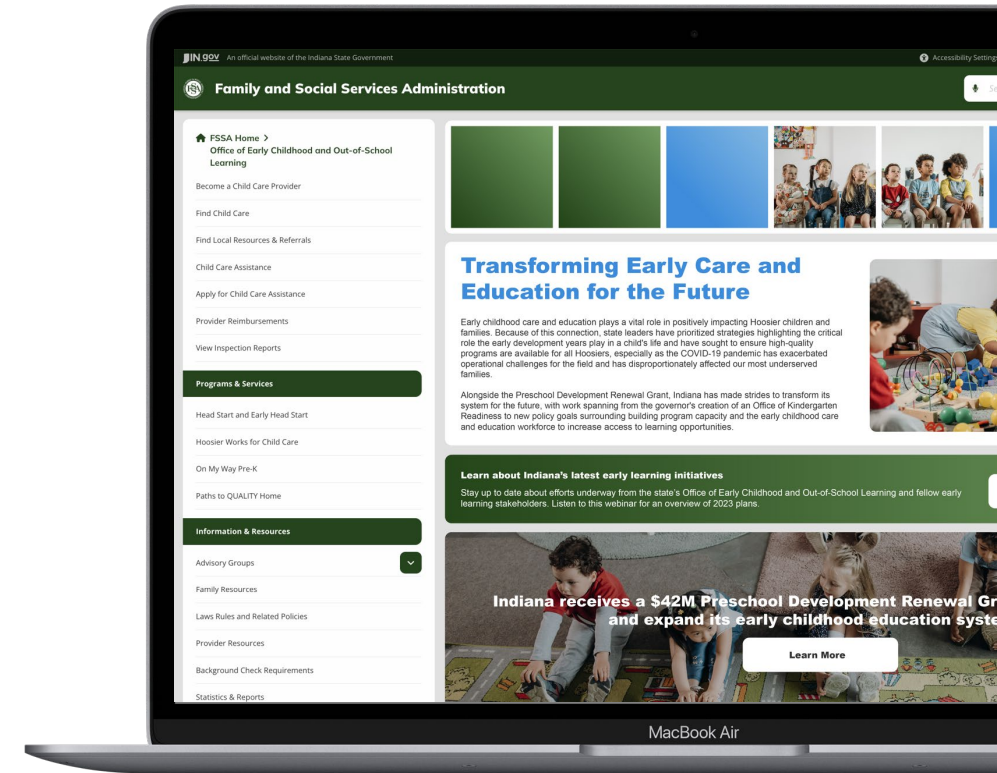 IN.gov An official website of the Indiana State Government
Accessibility Settings
Family and Social Services Administration
FSSA Home >
Office of Early Childhood and Out-of-School
Learning
Become a Child Care Provider
Find Child Care
Find Local Resources & Referrals
Child Care Assistance
Apply for Child Care Assistance
Provider Reimbursements
View Inspection Reports
Programs & Services
Head Start and Early Head Start
Hoosier Works for Child Care
On My Way Pre-K
Paths to QUALITY Home
Information & Resources
Advisory Groups
Family Resources
Laws Rules and Related Policies
Provider Resources
Background Check Requirements
Statistics & Reports
Transforming Early Care and
Education for the Future
Early childhood care and education plays a vital role in positively impacting Hoosier children and
families. Because of this connection, state leaders have prioritized strategies highlighting the critical
role the early development years play in a child's life and have sought to ensure high-quality
programs are available for all Hoosiers, especially as the COVID-19 pandemic has exacerbated
operational challenges for the field and has disproportionately affected our most underserved
families.
Alongside the Preschool Development Renewal Grant, Indiana has made strides to transform its
system for the future, with work spanning from the governor's creation of an Office of Kindergarten
Readiness to new policy goals surrounding building program capacity and the early childhood care
and education workforce to increase access to learning opportunities.
Learn about Indiana's latest early learning initiatives
Stay up to date about efforts underway from the state's Office of Early Childhood and Out-of-School Learning and fellow early
learning stakeholders. Listen to this webinar for an overview of 2023 plans.
Indiana receives a $42M Preschool Development Renewal Gr
and expand its early childhood education syste
Learn More
MacBook Air